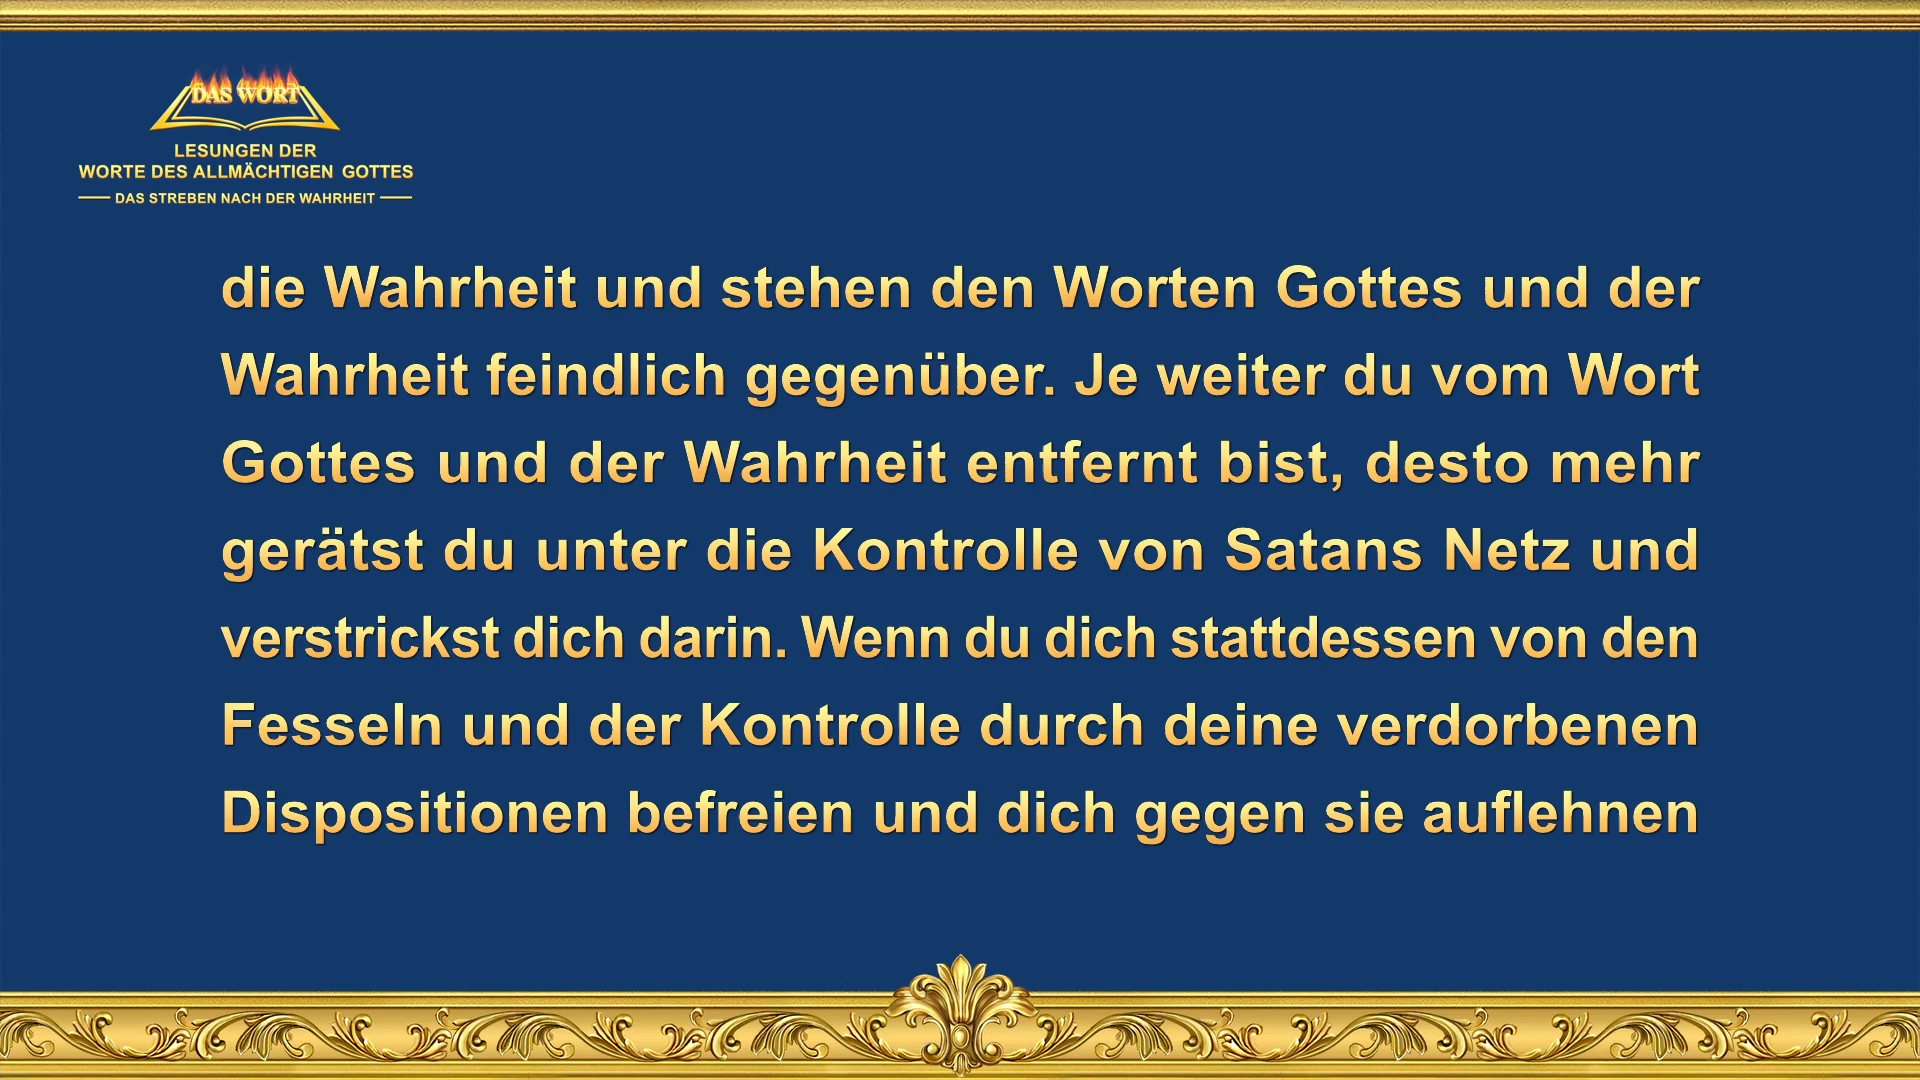 DAS WORT
LESUNGEN DER
WORTE DES ALLMÄCHTIGEN GOTTES
DAS STREBEN NACH DER WAHRHEIT
die Wahrheit und stehen den Worten Gottes und der
Wahrheit feindlich gegenüber. Je weiter du vom Wort
Gottes und der Wahrheit entfernt bist, desto mehr
gerätst du unter die Kontrolle von Satans Netz und
verstrickst dich darin. Wenn du dich stattdessen von den
Fesseln und der Kontrolle durch deine verdorbenen
Dispositionen befreien und dich gegen sie auflehnen